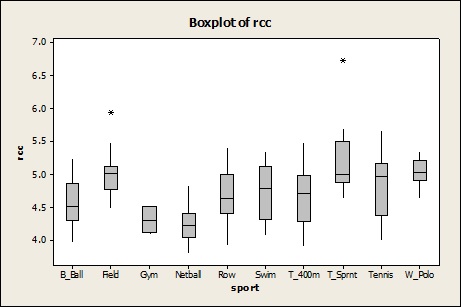 Boxplot of rcc
7.0
6.5
6.0
5.5
5.0
4.5
4.0
rcc
B_Ball Field Gym Netball Row Swim T_400m T_Sprnt Tennis W_Polo
sport